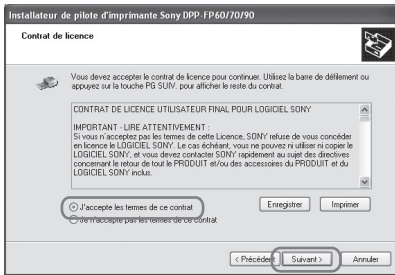 Installateur de pilote d'imprimante Sony DPP-FP60/70/90
Contrat de licence
Vous devez accepter le contrat de licence pour continuer. Utilisez la barre de défilement ou
appuyez sur la touche PG SUIV. pour afficher le reste du contrat.
CONTRAT DE LICENCE UTILISATEUR FINAL POUR LOGICIEL SONY
IMPORTANT - LIRE ATTENTIVEMENT :
Si vous n'acceptez pas les termes de cette Licence, SONY refuse de vous concéder
en licence le LOGICIEL SONY. Le cas échéant, vous ne pouvez ni utiliser ni copier le
LOGICIEL SONY, et vous devez contacter SONY rapidement au sujet des directives
concernant le retour de tout le PRODUIT et/ou des accessoires du PRODUIT et du
LOGICIEL SONY inclus.
J'accepte les termes de ce contrat
Je n'accepte pas les termes de ce contrat
Enregistrer
Imprimer
< Précédent
Suivant >
Annuler